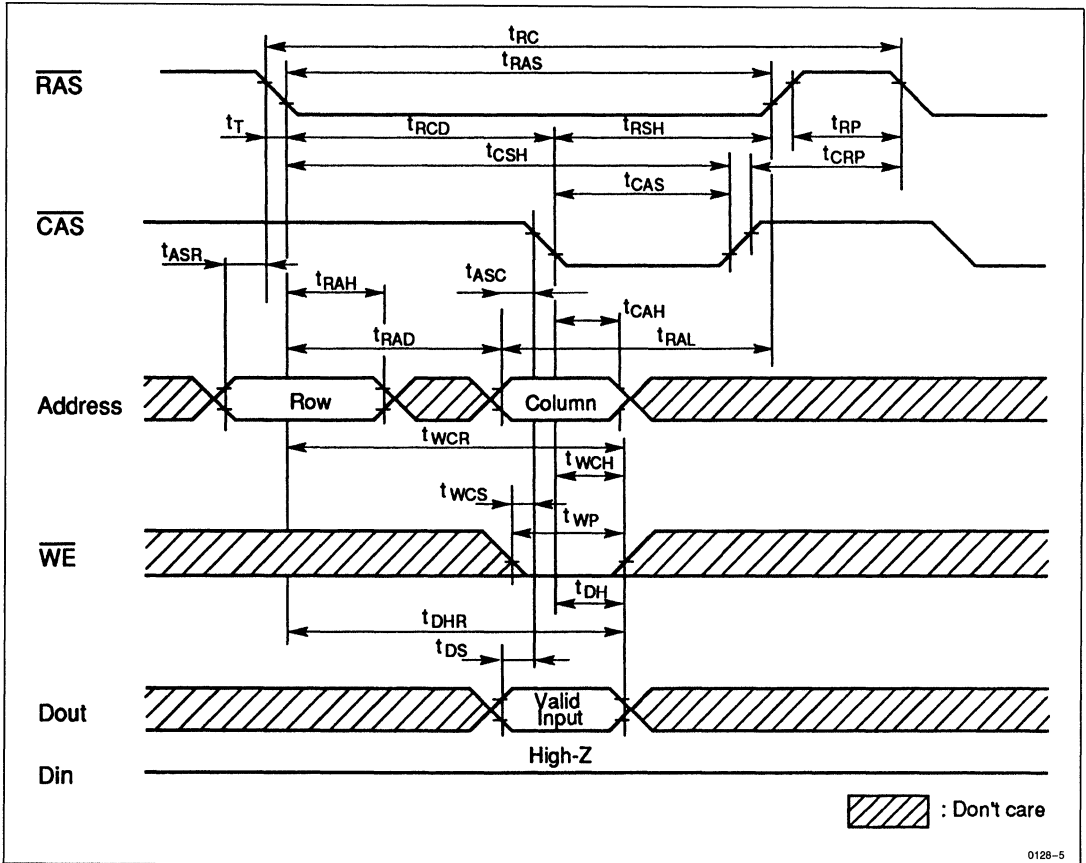 tRC
RAS
tRAS
tT
tRCD
tRSH
tRP
tCSH
tCRP
tCAS
CAS
tASR
tRAH
tASC
tCAH
tRAD
tRAL
Address
Row
Column
tWCR
tWCH
tWCS
tWP
WE
tDH
tDHR
tDS
Dout
Valid
Input
High-Z
Din
: Don't care
0128–5